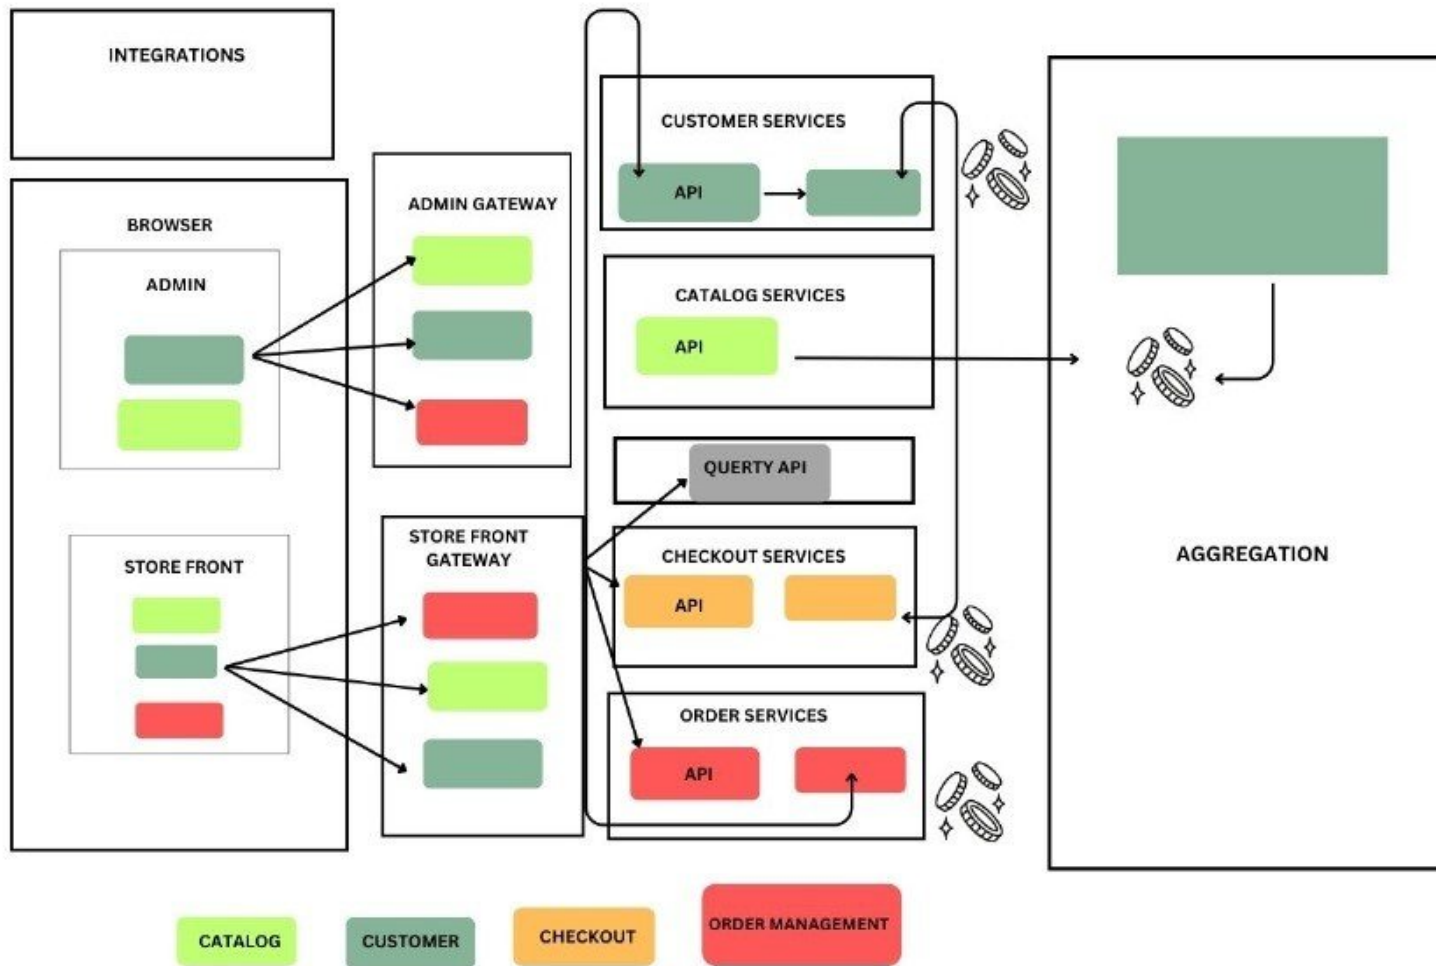 INTEGRATIONS
BROWSER
ADMIN
STORE FRONT
ADMIN GATEWAY
STORE FRONT
GATEWAY
CUSTOMER SERVICES
API
CATALOG SERVICES
API
QUERTY API
CHECKOUT SERVICES
API
ORDER SERVICES
API
AGGREGATION
CATALOG
CUSTOMER
CHECKOUT
ORDER MANAGEMENT